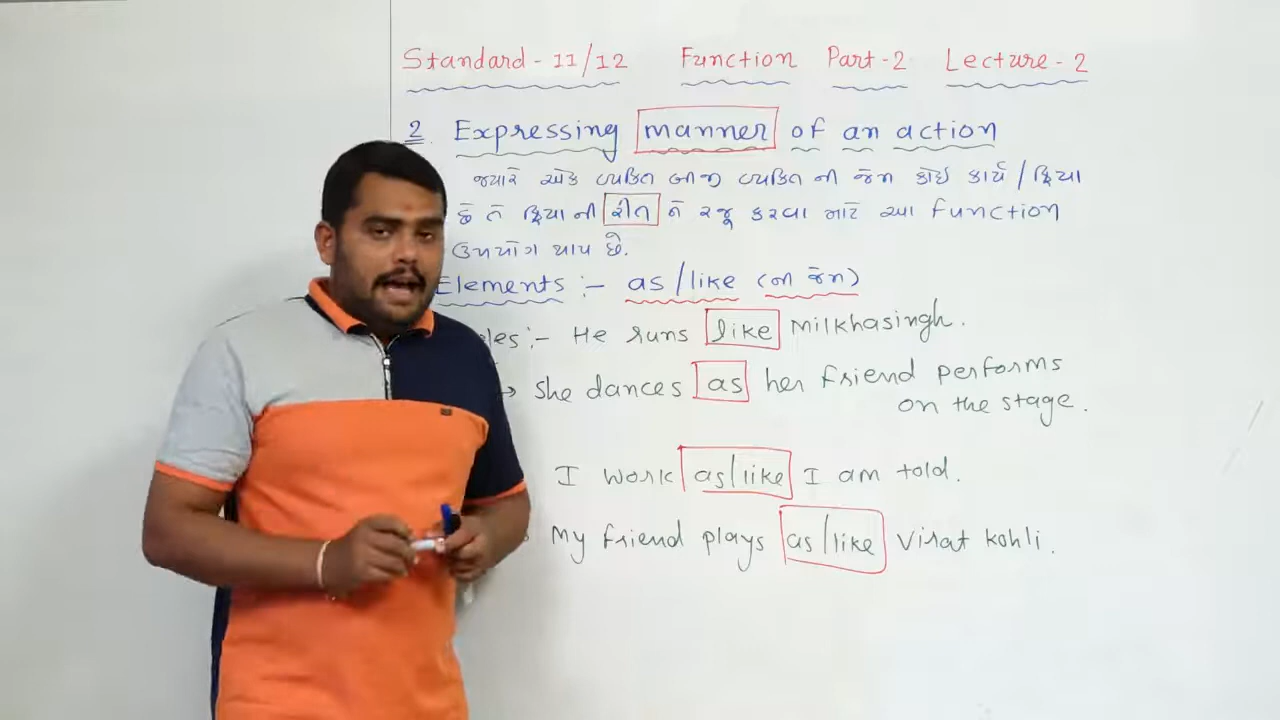 Standard - 11/12 Function Part-2 Lecture - 2
2 Expressing manner of an action
જ્યારે એક વ્યક્તિ બીજી વ્યક્તિ ની જેમ કોઈ કાર્ય / ક્રિયા
છે તે ક્રિયા ની રીત ને રજૂ કરવા માટે આ Function
ઉપયોગ થાય છે.
Elements :- as/like (ની જેમ)
:- He runs like Milkhasingh.
→ She dances as her friend performs
on the stage.
I work as/like I am told.
My friend plays as/like Virat Kohli.